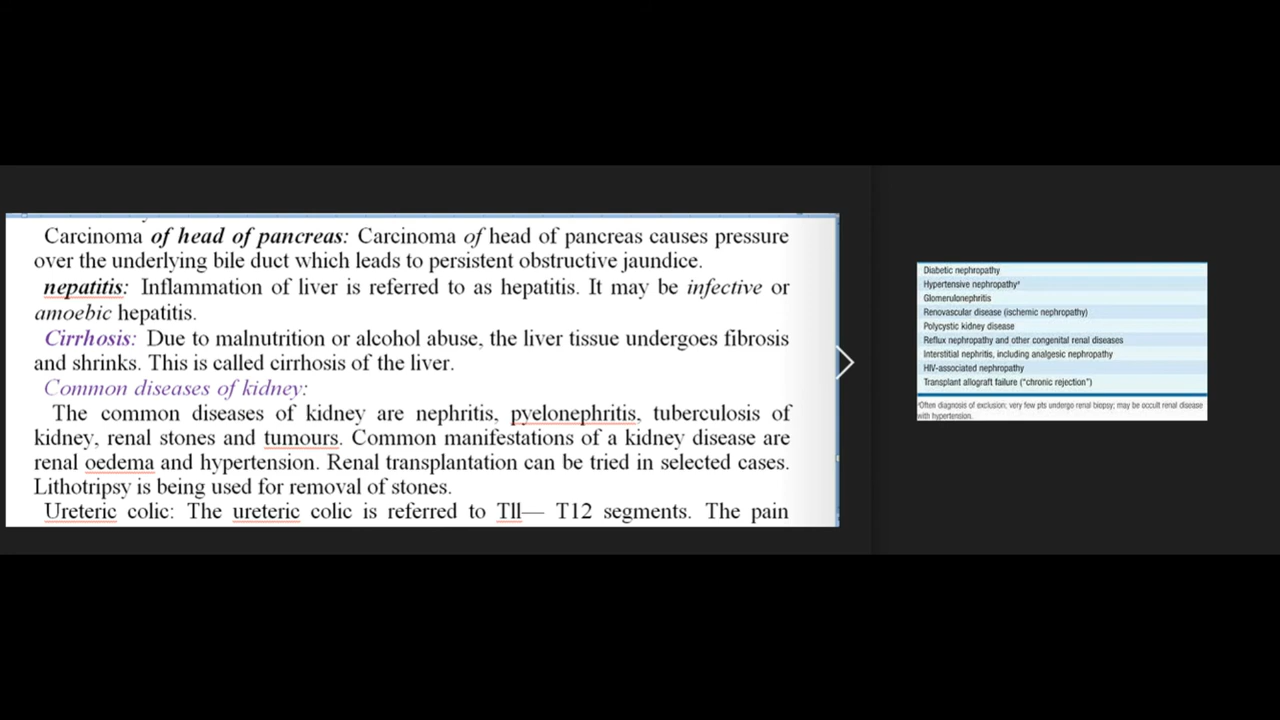 Carcinoma of head of pancreas: Carcinoma of head of pancreas causes pressure
over the underlying bile duct which leads to persistent obstructive jaundice.
nepatitis: Inflammation of liver is referred to as hepatitis. It may be infective or
amoebic hepatitis.
Cirrhosis: Due to malnutrition or alcohol abuse, the liver tissue undergoes fibrosis
and shrinks. This is called cirrhosis of the liver.
Common diseases of kidney:
The common diseases of kidney are nephritis, pyelonephritis, tuberculosis of
kidney, renal stones and tumours. Common manifestations of a kidney disease are
renal oedema and hypertension. Renal transplantation can be tried in selected cases.
Lithotripsy is being used for removal of stones.
Ureteric colic: The ureteric colic is referred to Tll— T12 segments. The pain
Diabetic nephropathy
Hypertensive nephropathyª
Glomerulonephritis
Renovascular disease (ischemic nephropathy)
Polycystic kidney disease
Reflux nephropathy and other congenital renal diseases
Interstitial nephritis, including analgesic nephropathy
HIV-associated nephropathy
Transplant allograft failure (“chronic rejection”)
ªOften diagnosis of exclusion; very few pts undergo renal biopsy; may be occult renal disease
with hypertension.